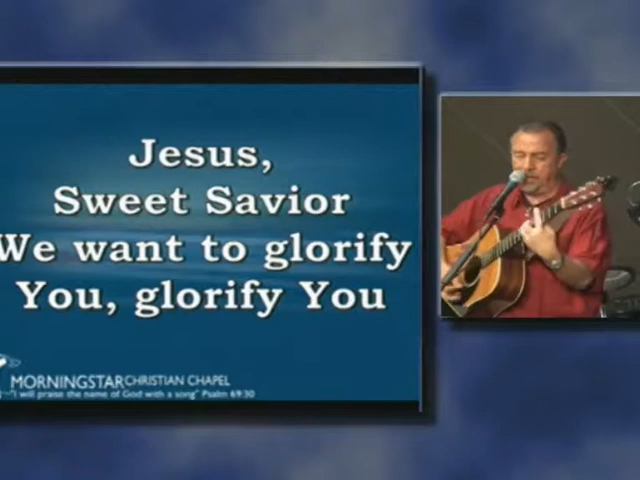 Jesus,
Sweet Savior
We want to glorify
You, glorify You
MORNINGSTAR CHRISTIAN CHAPEL
"I will praise the name of God with a song" Psalm 69:30